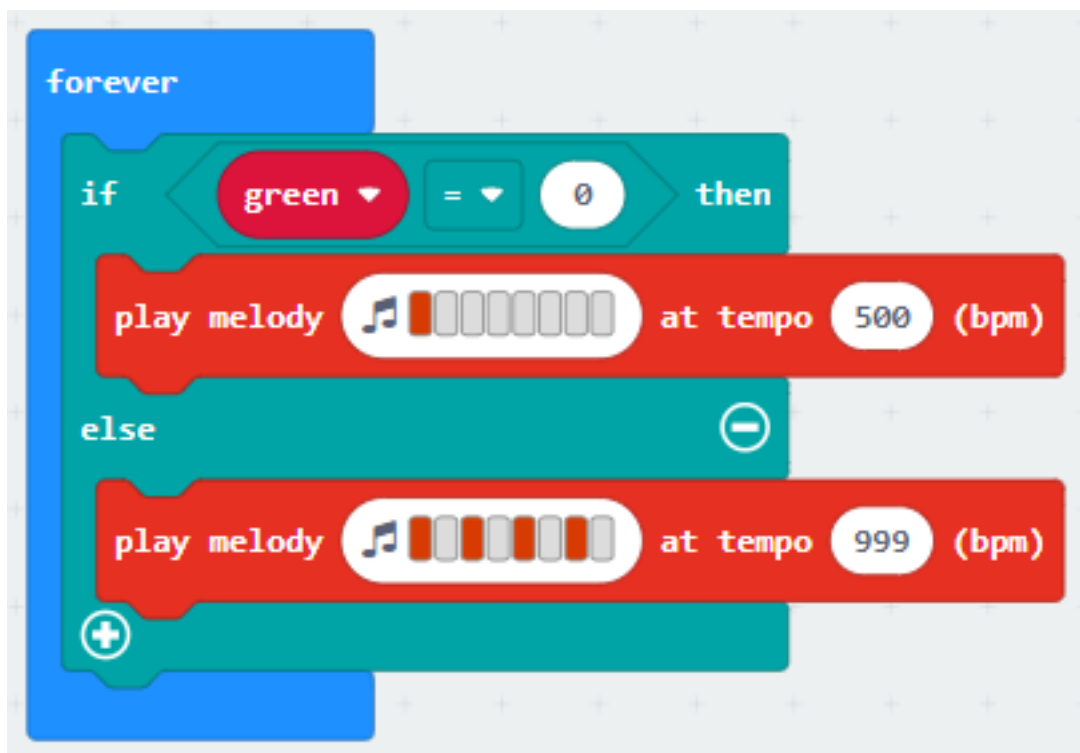 forever
if green = 0 then
play melody at tempo 500 (bpm)
else
play melody at tempo 999 (bpm)